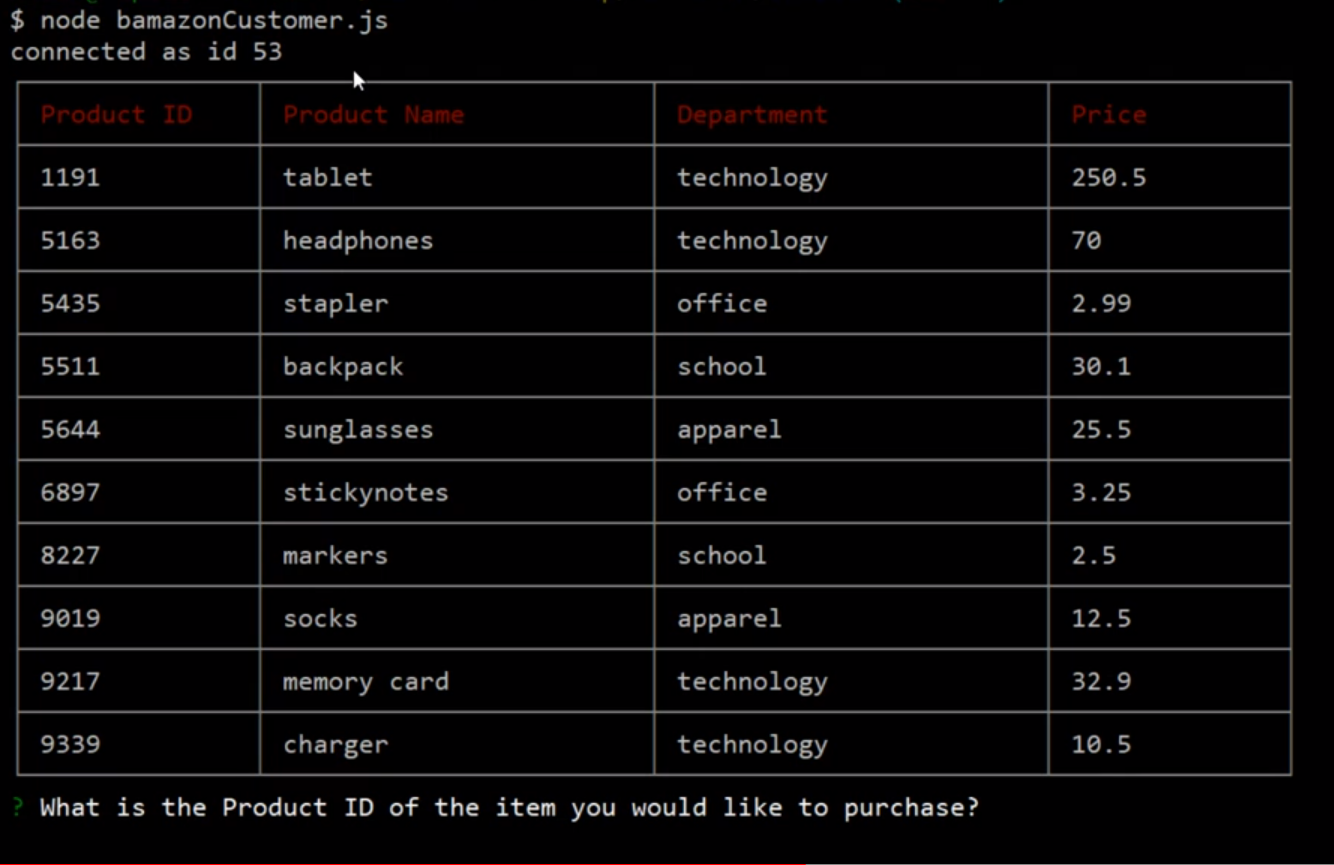 $ node bamazonCustomer.js
connected as id 53
Product ID Product Name Department Price
1191 tablet technology 250.5
5163 headphones technology 70
5435 stapler office 2.99
5511 backpack school 30.1
5644 sunglasses apparel 25.5
6897 stickynotes office 3.25
8227 markers school 2.5
9019 socks apparel 12.5
9217 memory card technology 32.9
9339 charger technology 10.5
? What is the Product ID of the item you would like to purchase?